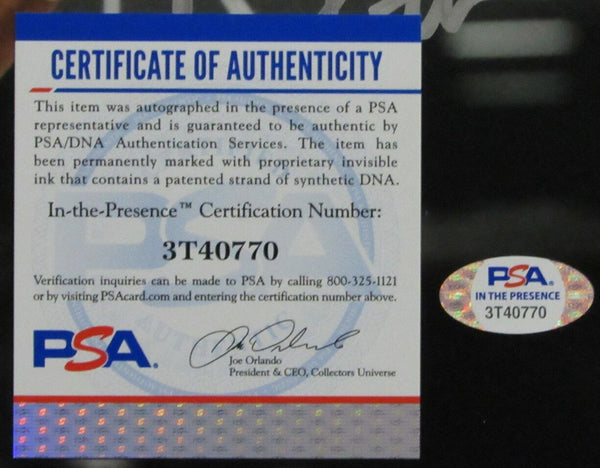 CERTIFICATE OF AUTHENTICITY
This item was autographed in the presence of a PSA
representative and is guaranteed to be authentic by
PSA/DNA Authentication Services. The item has
been permanently marked with proprietary invisible
ink that contains a patented strand of synthetic DNA.
In-the-Presence™ Certification Number:
3T40770
Verification inquiries can be made to PSA by calling 800-325-1121
or by visiting PSAcard.com and entering the certification number above.
PSA.
Joe Orlando
President & CEO, Collectors Universe
PSA.
IN THE PRESENCE
3T40770